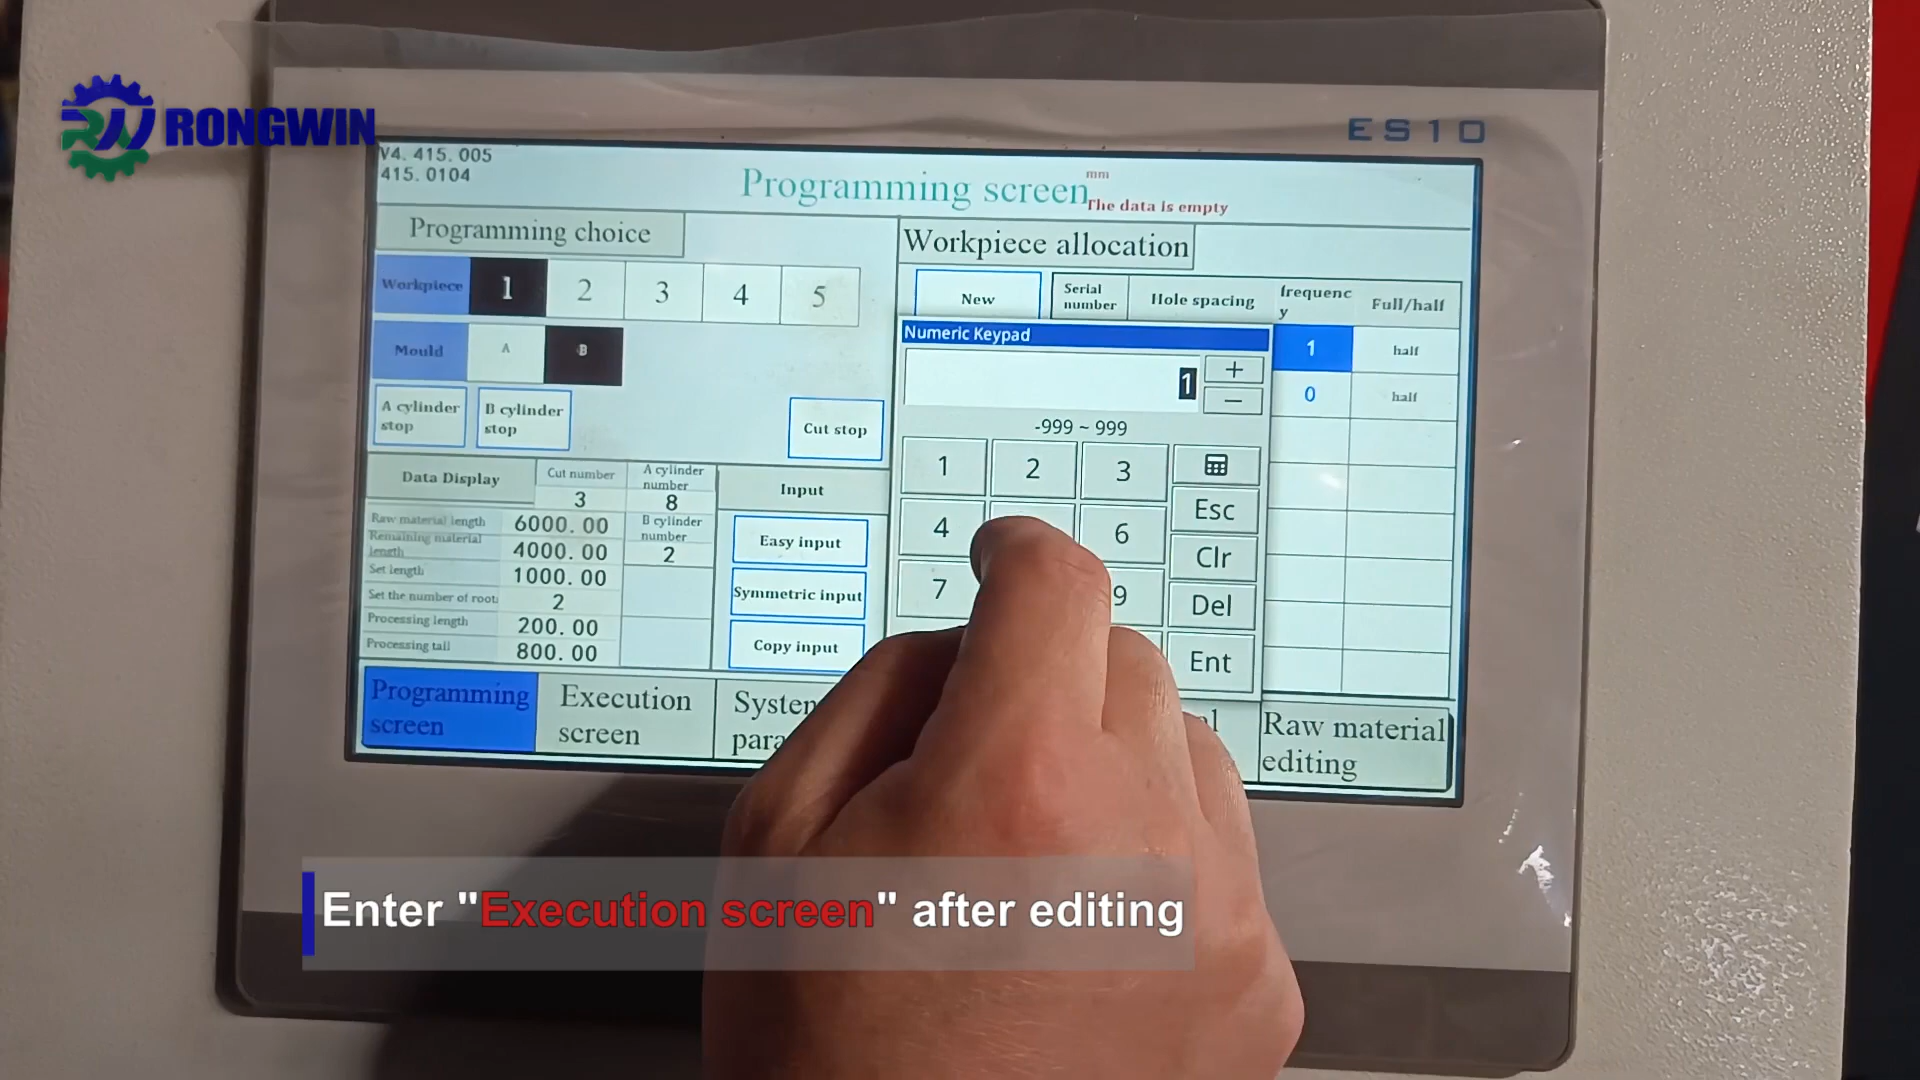 RONGWIN
ES10
V4. 415. 005
415. 0104
Programming screen
mm
The data is empty
Programming choice
Workpiece 1 2 3 4 5
Mould A B
A cylinder
stop
B cylinder
stop
Cut stop
Workpiece allocation
New
Serial
number
Hole spacing
frequenc
y
Full/half
1 half
0 half
Numeric Keypad
1
+
-
-999 ~ 999
1 2 3
4 6 Esc
Clr
7 9 Del
Ent
Data Display
Cut number
3
A cylinder
number
8
Raw material length 6000. 00
B cylinder
number
2
Remaining material
length 4000. 00
Set length 1000. 00
Set the number of root 2
Processing length 200. 00
Processing tail 800. 00
Input
Easy input
Symmetric input
Copy input
Programming
screen
Execution
screen
Raw material
editing
Enter "Execution screen" after editing